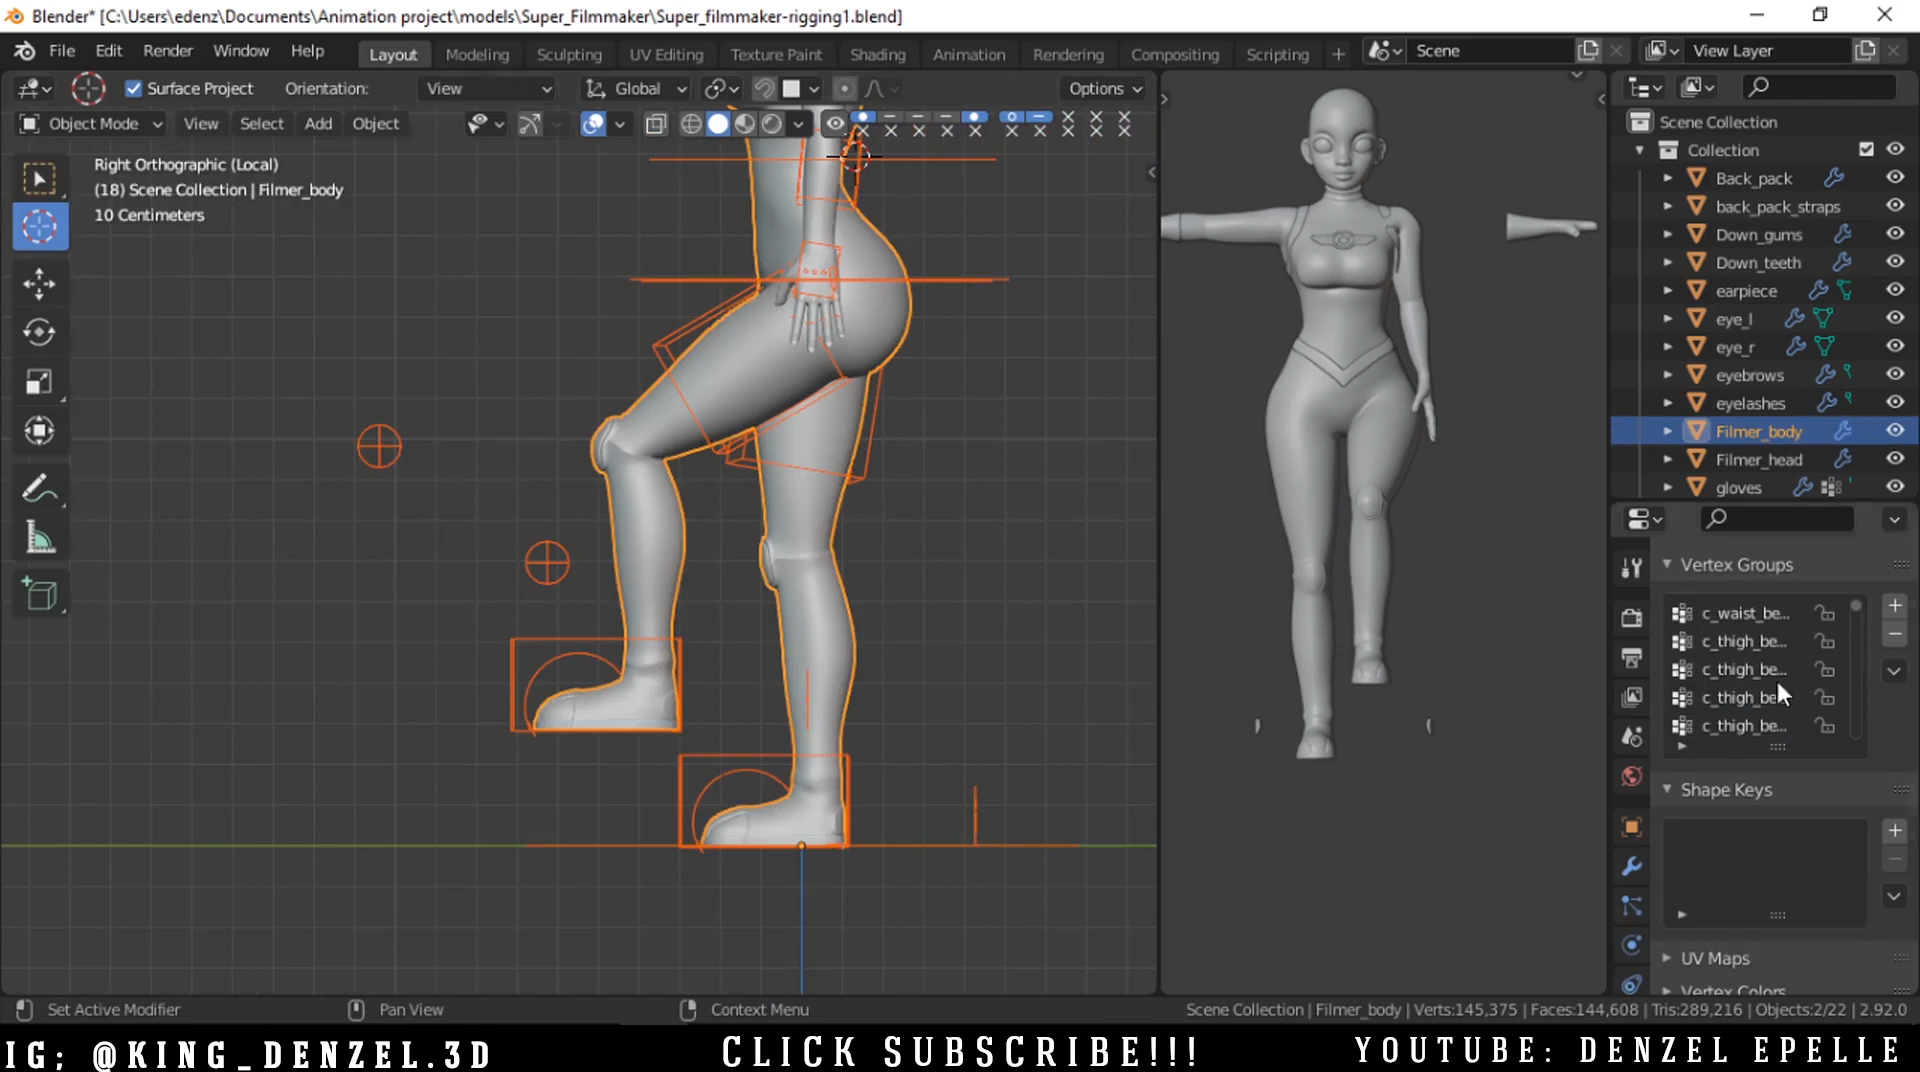 Blender* [C:\Users\edenz\Documents\Animation project\models\Super_Filmmaker\Super_filmmaker-rigging1.blend]
File Edit Render Window Help Layout Modeling Sculpting UV Editing Texture Paint Shading Animation Rendering Compositing Scripting + Scene View Layer
Surface Project Orientation: View Global Options
Object Mode View Select Add Object
Right Orthographic (Local)
(18) Scene Collection | Filmer_body
10 Centimeters
Scene Collection
Collection
Back_pack
back_pack_straps
Down_gums
Down_teeth
earpiece
eye_l
eye_r
eyebrows
eyelashes
Filmer_body
Filmer_head
gloves
Vertex Groups
c_waist_be...
c_thigh_be...
c_thigh_be...
c_thigh_be
c_thigh_be...
Shape Keys
UV Maps
Vertex Colors
Set Active Modifier Pan View Context Menu Scene Collection | Filmer_body | Verts:145,375 | Faces:144,608 | Tris:289,216 | Objects:2/22 | 2.92.0
IG; @KING_DENZEL.3D CLICK SUBSCRIBE!!! YOUTUBE: DENZEL EPELLE